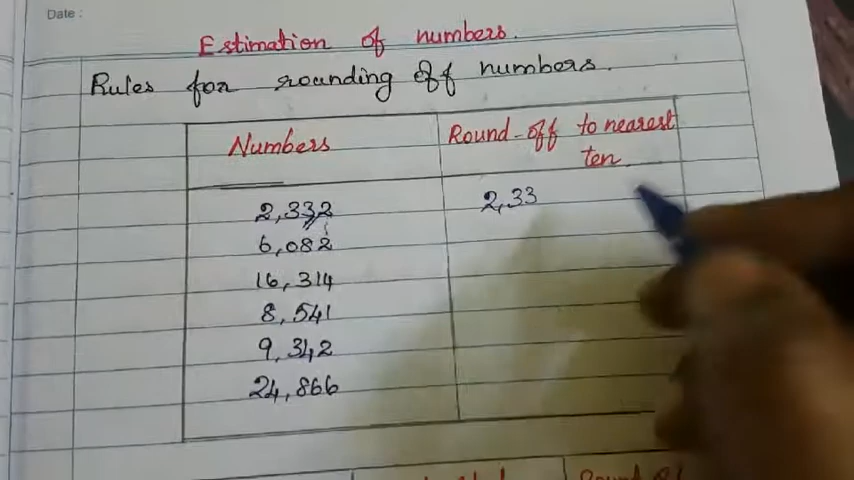 Date :
Estimation of numbers.
Rules for rounding off numbers.
Numbers
Round-off to nearest
ten
2,332 2,33
6,082
16,314
8,541
9,342
24,866